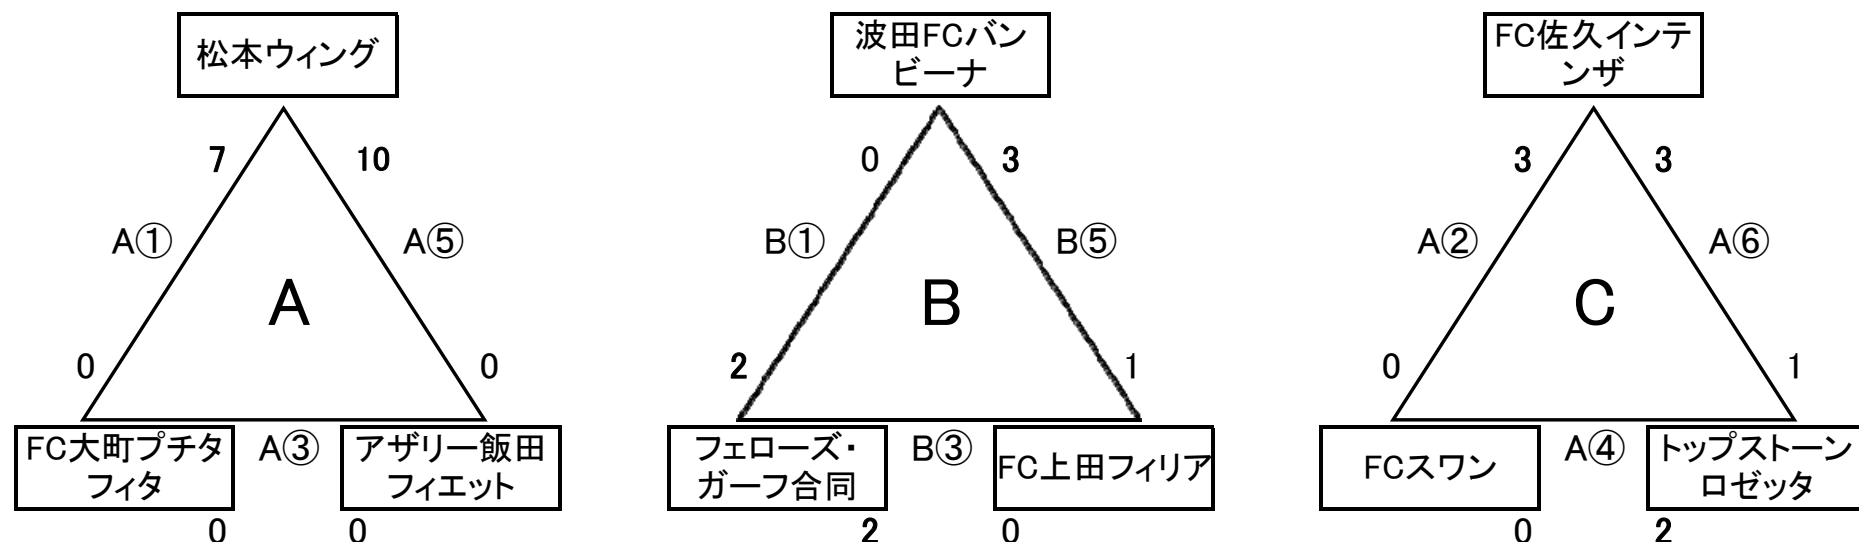 松本ウィング
7
10
A①
A⑤
A
0
0
FC大町プチタ
フィタ
A③
アザリー飯田
フィエット
0
0
波田FCバン
ビーナ
0
3
B①
B⑤
B
2
1
フェローズ・
ガーフ合同
B③
FC上田フィリア
2
0
FC佐久インテ
ンザ
3
3
A②
A⑥
C
0
1
FCスワン
A④
トップストーン
ロゼッタ
0
2